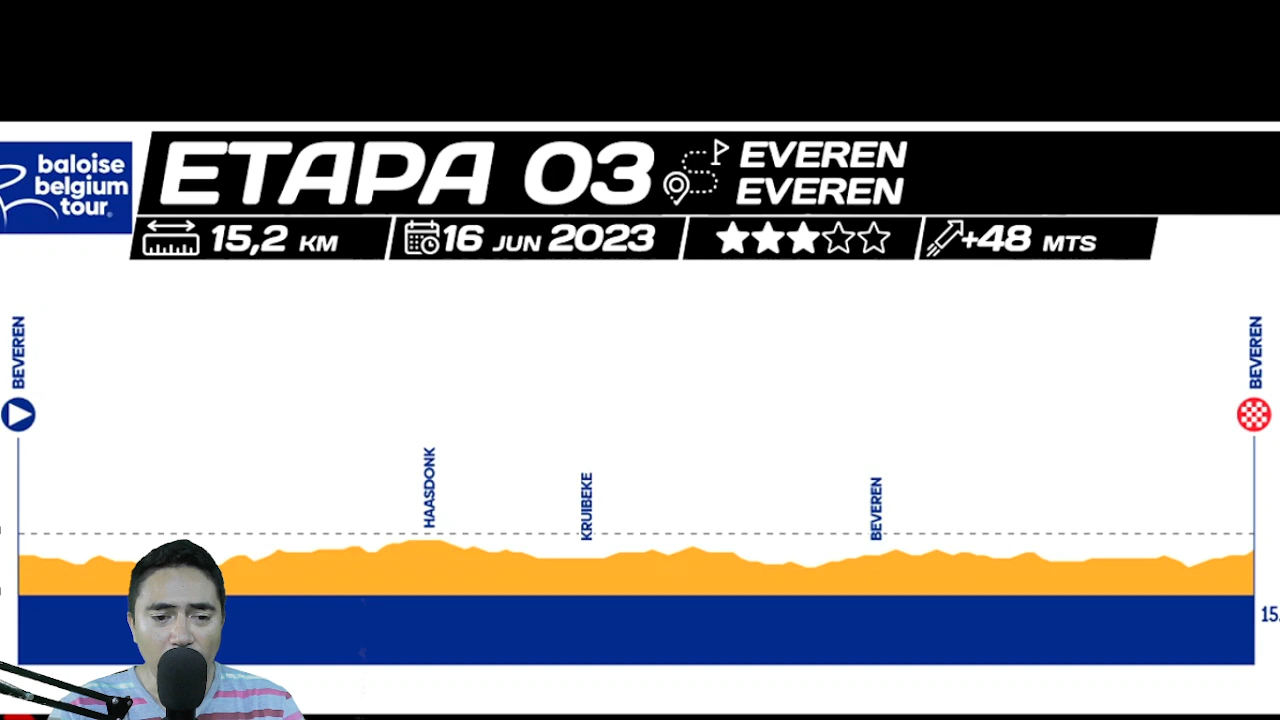 baloise
belgium
tour®
ETAPA 03
EVEREN
EVEREN
15,2 KM
16 JUN 2023
+48 MTS
BEVEREN
BEVEREN
HAASDONK
KRUIBEKE
BEVEREN
15.